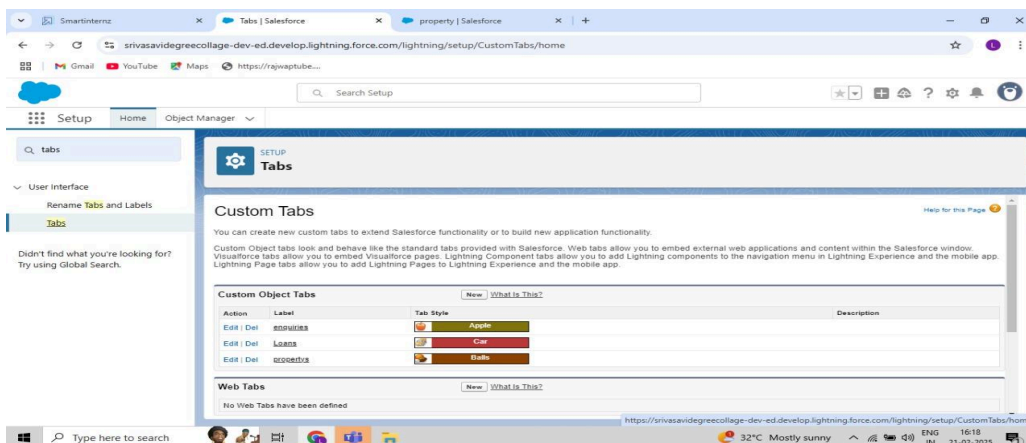 Smartinternz
Tabs | Salesforce
property | Salesforce
srivasavidegreecollage-dev-ed.develop.lightning.force.com/lightning/setup/CustomTabs/home
L
Gmail YouTube Maps https://rajwaptube....
Search Setup
Setup Home Object Manager
tabs
SETUP
Tabs
User Interface
Rename Tabs and Labels
Tabs
Didn't find what you're looking for?
Try using Global Search.
Custom Tabs
Help for this Page
You can create new custom tabs to extend Salesforce functionality or to build new application functionality.
Custom Object tabs look and behave like the standard tabs provided with Salesforce. Web tabs allow you to embed external web applications and content within the Salesforce window.
Visualforce tabs allow you to embed Visualforce pages. Lightning Component tabs allow you to add Lightning components to the navigation menu in Lightning Experience and the mobile app.
Lightning Page tabs allow you to add Lightning Pages to Lightning Experience and the mobile app.
Custom Object Tabs New What Is This?
Action Label Tab Style Description
Edit | Del enquiries Apple
Edit | Del Loans Car
Edit | Del propertys Balls
Web Tabs New What Is This?
No Web Tabs have been defined
https://srivasavidegreecollage-dev-ed.develop.lightning.force.com/lightning/setup/CustomTabs/hom
Type here to search
32°C Mostly sunny
ENG
IN
16:18
21-02-2025